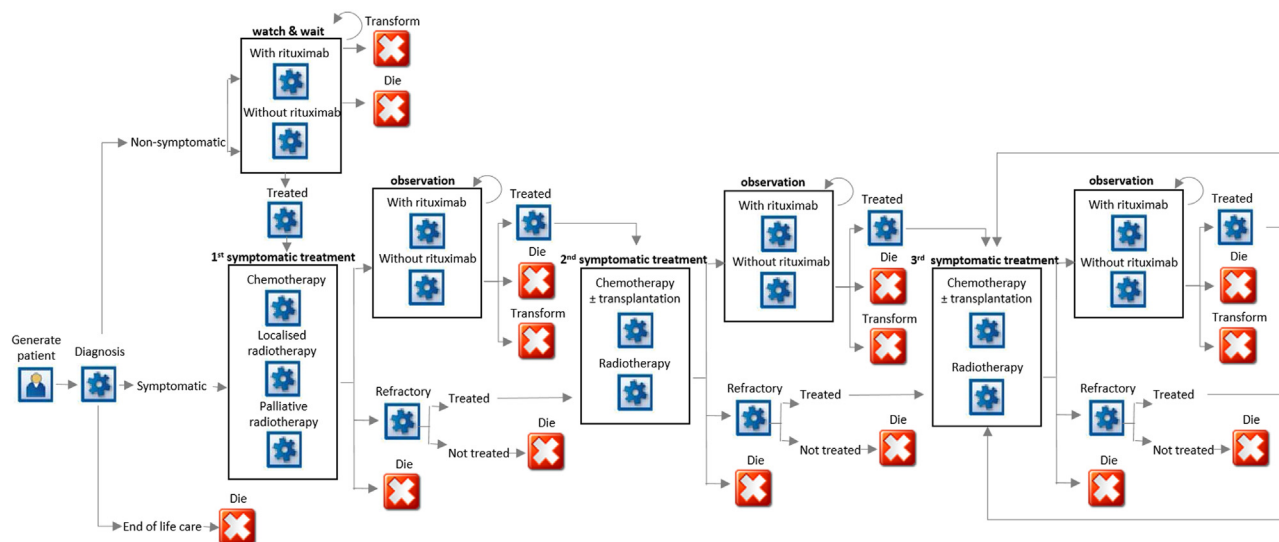 watch & wait
Transform
With rituximab
Die
Without rituximab
Non-symptomatic
Treated
observation
With rituximab
Without rituximab
Treated
Die
Transform
1st symptomatic treatment
Chemotherapy
Localised
radiotherapy
Palliative
radiotherapy
Generate
patient
Diagnosis
Symptomatic
Refractory
Treated
Not treated
Die
Die
End of life care
Die
2nd symptomatic treatment
Chemotherapy
± transplantation
Radiotherapy
observation
With rituximab
Without rituximab
Treated
Die
Transform
Refractory
Treated
Not treated
Die
Die
3rd symptomatic treatment
Chemotherapy
± transplantation
Radiotherapy
observation
With rituximab
Without rituximab
Treated
Die
Transform
Refractory
Treated
Not treated
Die
Die